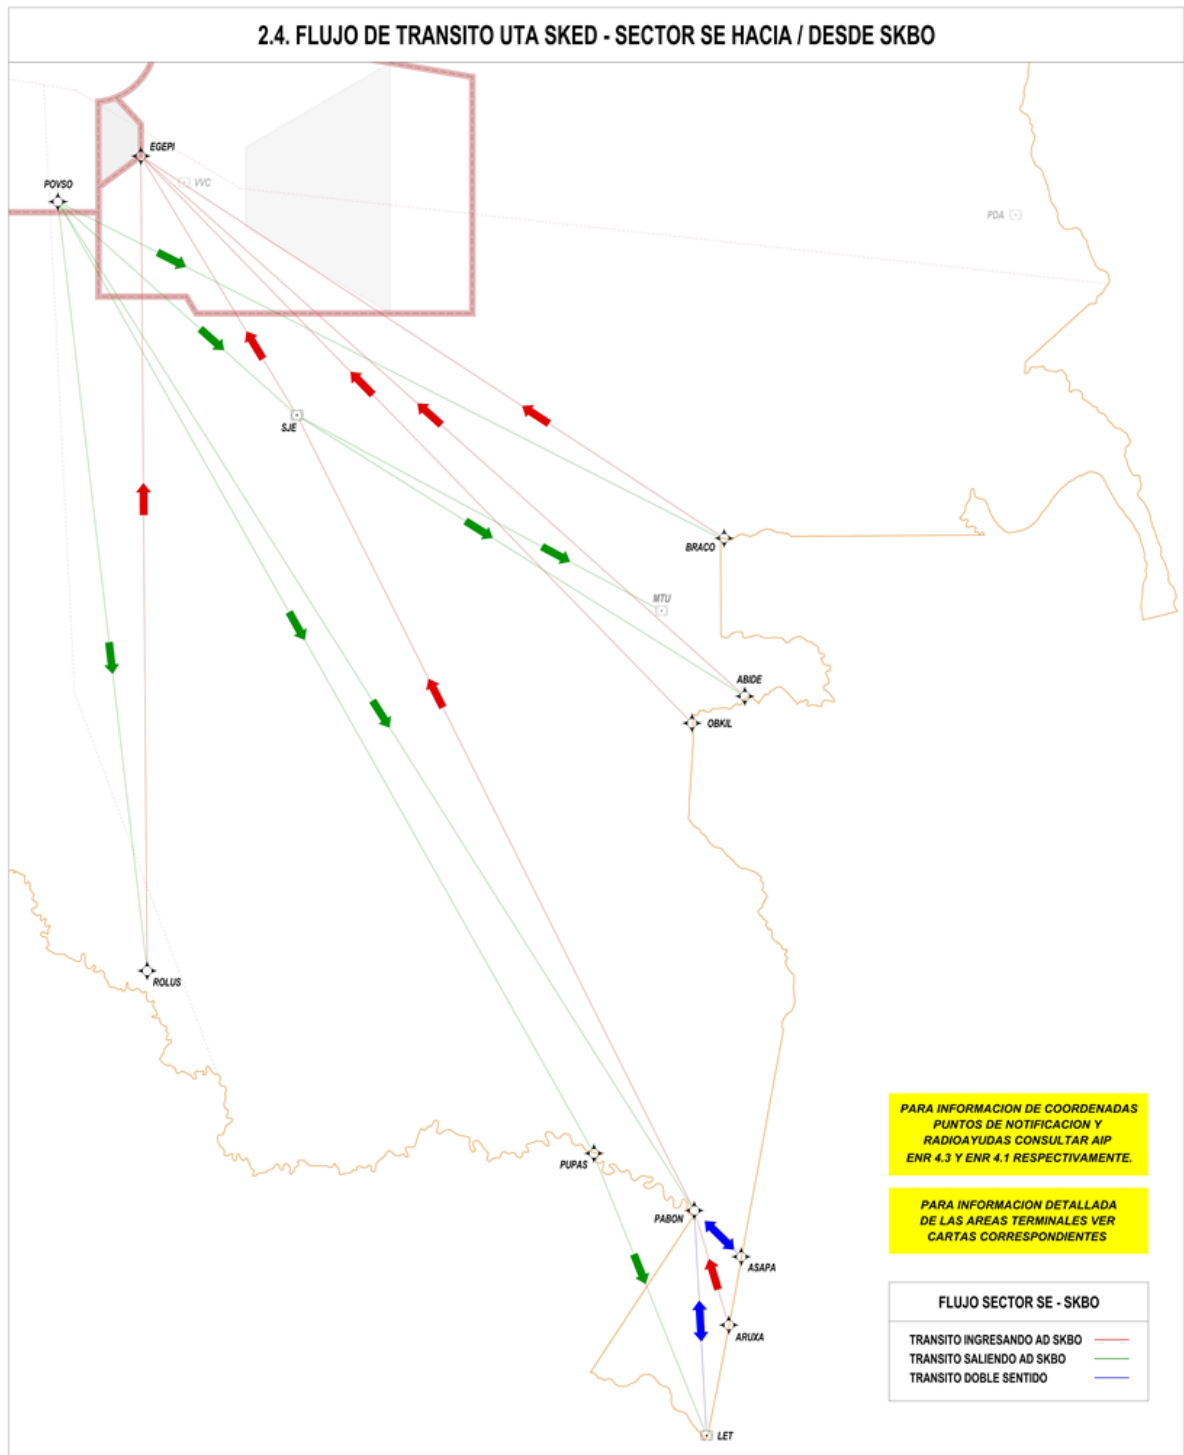 2.4. FLUJO DE TRANSITO UTA SKED - SECTOR SE HACIA / DESDE SKBO
EGEPI
VVC
POVSO
PDA
SJE
BRACO
MTU
ABIDE
OBKIL
ROLUS
PUPAS
PABON
ASAPA
ARUXA
LET
PARA INFORMACION DE COORDENADAS
PUNTOS DE NOTIFICACION Y
RADIOAYUDAS CONSULTAR AIP
ENR 4.3 Y ENR 4.1 RESPECTIVAMENTE.
PARA INFORMACION DETALLADA
DE LAS AREAS TERMINALES VER
CARTAS CORRESPONDIENTES
FLUJO SECTOR SE - SKBO
TRANSITO INGRESANDO AD SKBO
TRANSITO SALIENDO AD SKBO
TRANSITO DOBLE SENTIDO